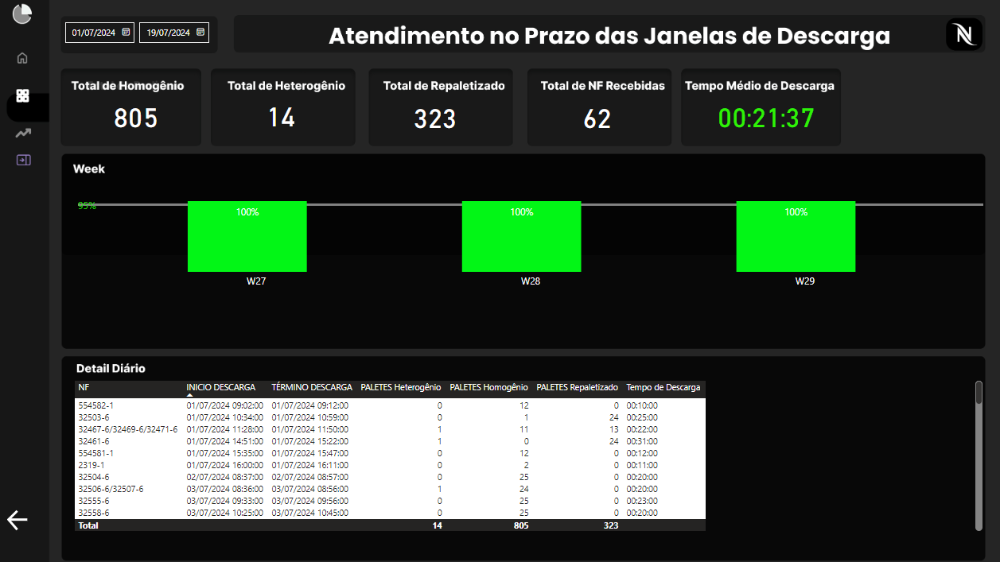 01/07/2024 19/07/2024
Atendimento no Prazo das Janelas de Descarga
N
Total de Homogênio
805
Total de Heterogênio
14
Total de Repaletizado
323
Total de NF Recebidas
62
Tempo Médio de Descarga
00:21:37
Week
95%
100% 100% 100%
W27 W28 W29
Detail Diário
NF INICIO DESCARGA TÉRMINO DESCARGA PALETES Heterogênio PALETES Homogênio PALETES Repaletizado Tempo de Descarga
554582-1 01/07/2024 09:02:00 01/07/2024 09:12:00 0 12 0 00:10:00
32503-6 01/07/2024 10:34:00 01/07/2024 10:59:00 0 1 24 00:25:00
32467-6/32469-6/32471-6 01/07/2024 11:28:00 01/07/2024 11:50:00 1 11 13 00:22:00
32461-6 01/07/2024 14:51:00 01/07/2024 15:22:00 1 0 24 00:31:00
554581-1 01/07/2024 15:35:00 01/07/2024 15:47:00 0 12 0 00:12:00
2319-1 01/07/2024 16:00:00 01/07/2024 16:11:00 0 2 0 00:11:00
32504-6 02/07/2024 08:37:00 02/07/2024 08:57:00 0 25 0 00:20:00
32506-6/32507-6 03/07/2024 08:36:00 03/07/2024 08:56:00 1 24 0 00:20:00
32555-6 03/07/2024 09:33:00 03/07/2024 09:56:00 0 25 0 00:23:00
32558-6 03/07/2024 10:25:00 03/07/2024 10:45:00 0 25 0 00:20:00
Total 14 805 323